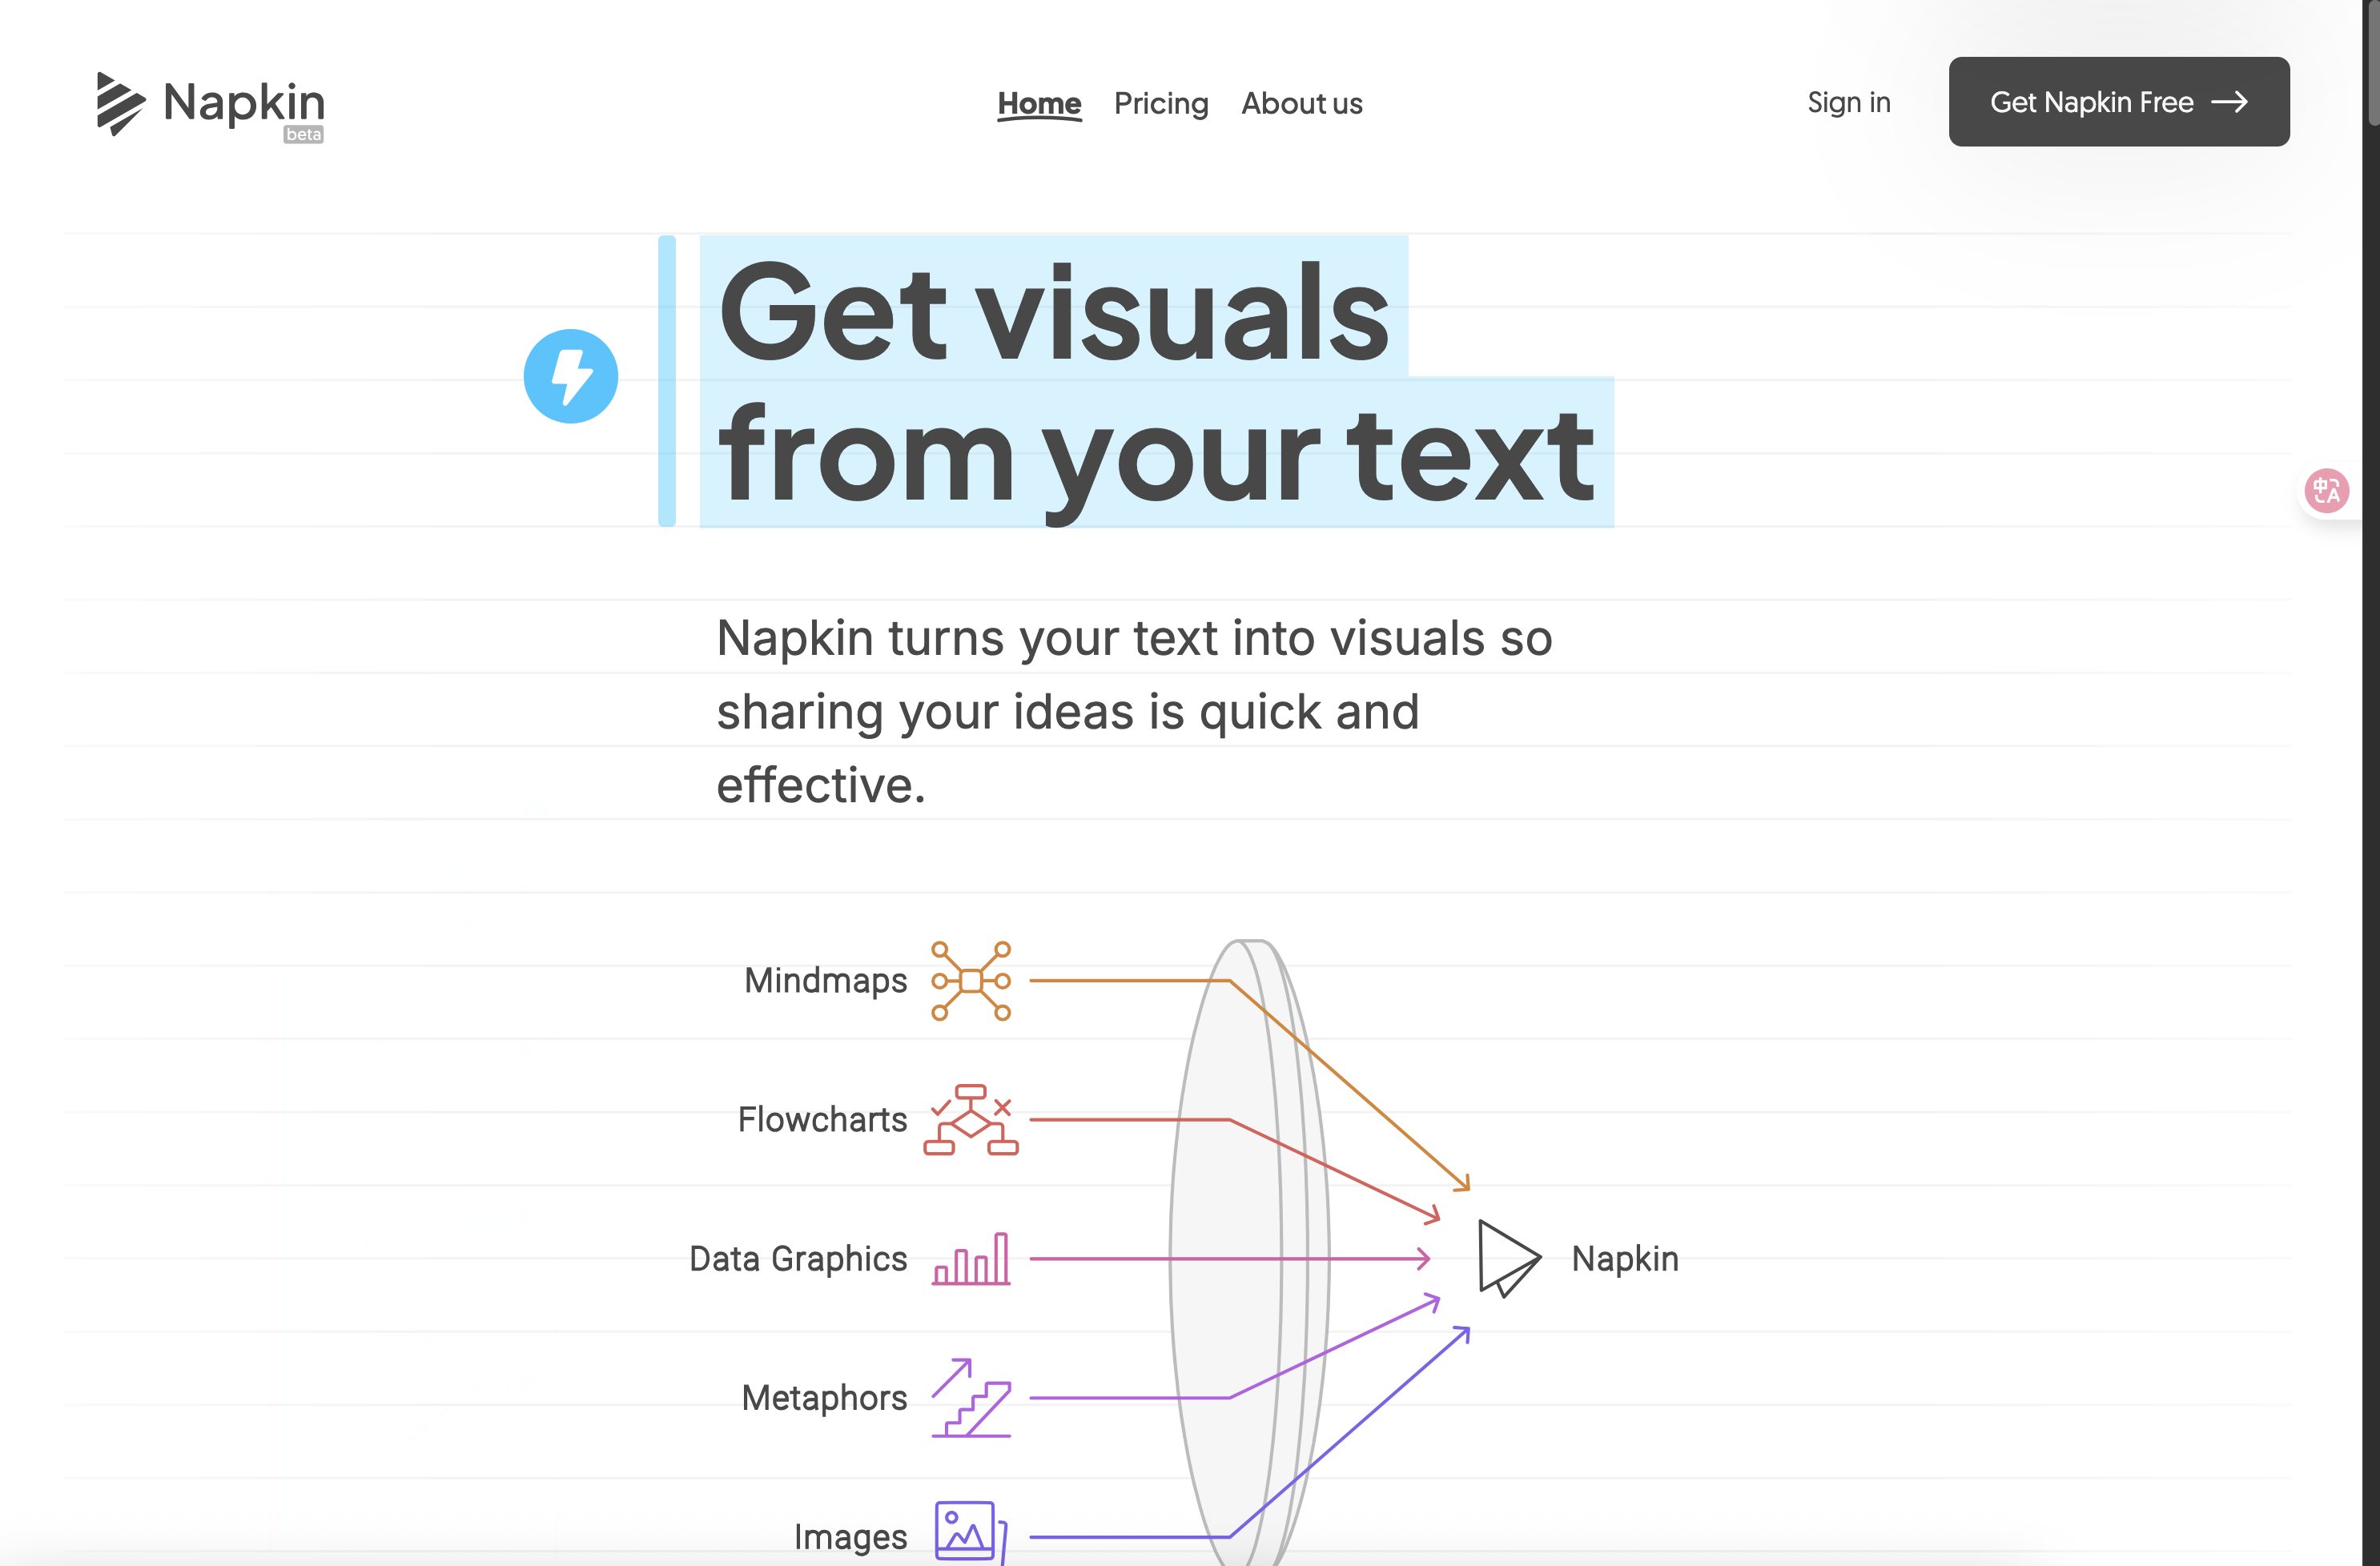 Napkin
beta
Home
Pricing
About us
Sign in
Get Napkin Free
Get visuals
from your text
Napkin turns your text into visuals so
sharing your ideas is quick and
effective.
Mindmaps
Flowcharts
Data Graphics
Napkin
Metaphors
Images
中
A